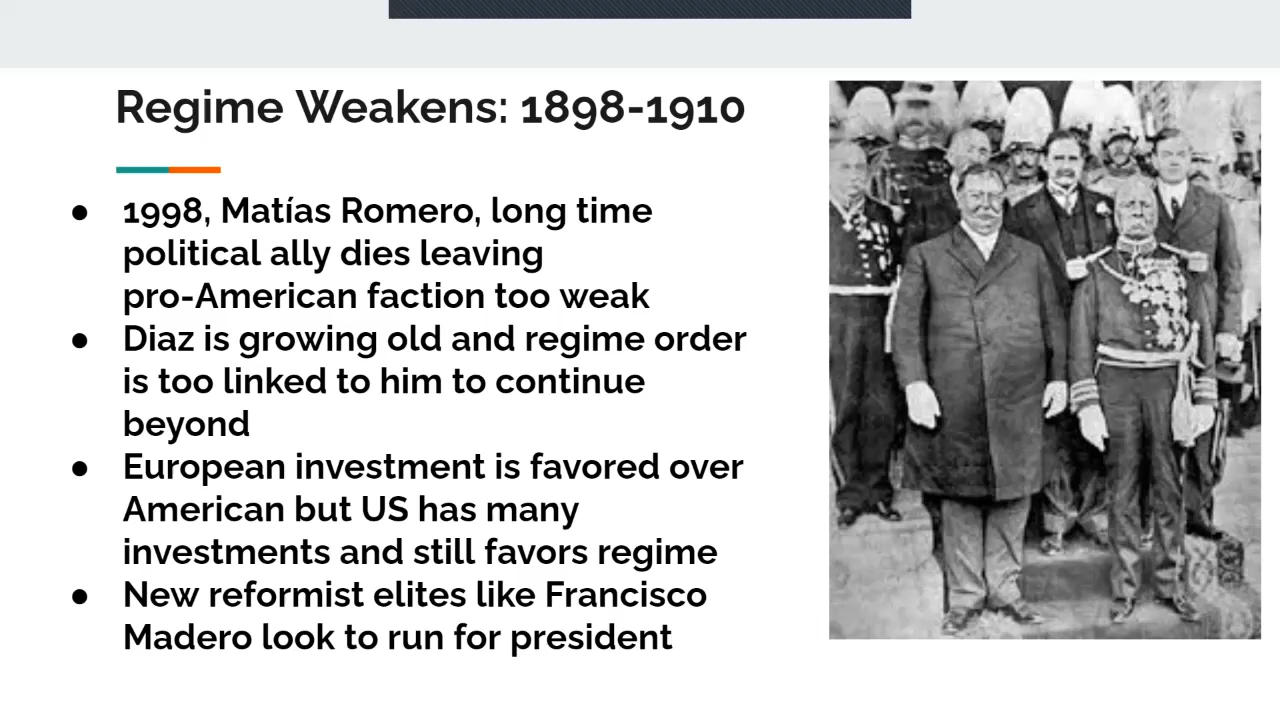 Regime Weakens: 1898-1910
● 1998, Matías Romero, long time
political ally dies leaving
pro-American faction too weak
● Diaz is growing old and regime order
is too linked to him to continue
beyond
● European investment is favored over
American but US has many
investments and still favors regime
● New reformist elites like Francisco
Madero look to run for president